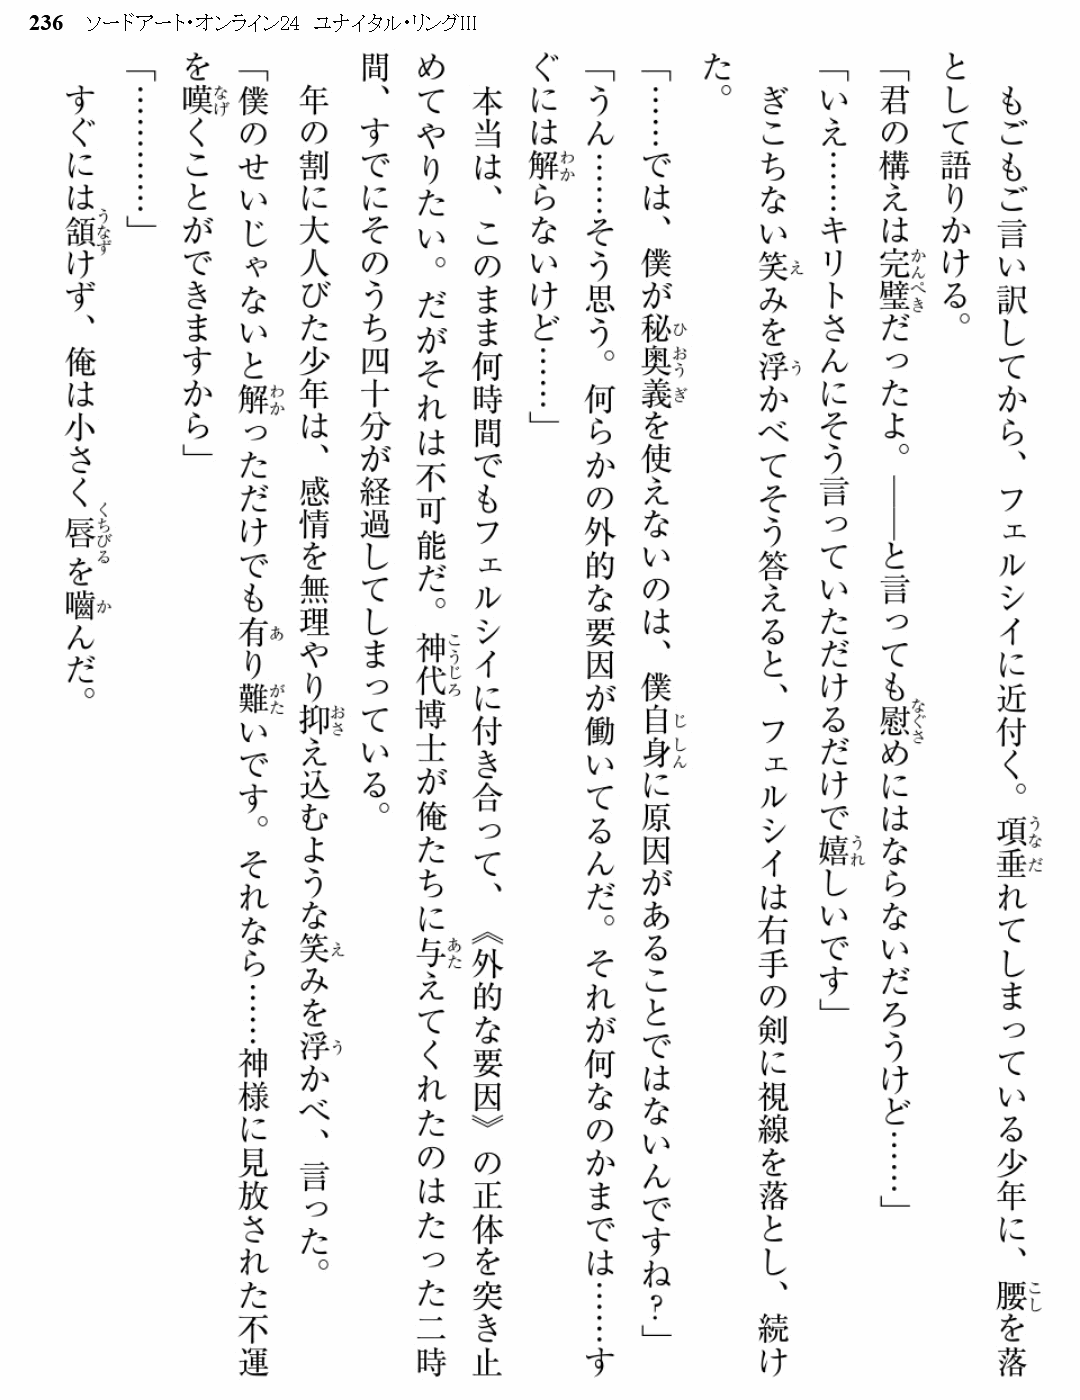 236 ソードアート・オンライン24 ユナイタル・リングIII
もごもご言い訳してから、フェルシイに近付く。項垂れてしまっている少年に、腰を落
として語りかける。
「君の構えは完璧だったよ。――と言っても慰めにはならないだろうけど……」
「いえ……キリトさんにそう言っていただけるだけで嬉しいです」
ぎこちない笑みを浮かべてそう答えると、フェルシイは右手の剣に視線を落とし、続け
た。
「……では、僕が秘奥義を使えないのは、僕自身に原因があることではないんですね?」
「うん……そう思う。何らかの外的な要因が働いてるんだ。それが何なのかまでは……す
ぐには解らないけど……」
本当は、このまま何時間でもフェルシイに付き合って、《外的な要因》の正体を突き止
めてやりたい。だがそれは不可能だ。神代博士が俺たちに与えてくれたのはたった二時
間、すでにそのうち四十分が経過してしまっている。
年の割に大人びた少年は、感情を無理やり抑え込むような笑みを浮かべ、言った。
「僕のせいじゃないと解っただけでも有り難いです。それなら……神様に見放された不運
を嘆くことができますから」
「…………」
すぐには頷けず、俺は小さく唇を嚙んだ。